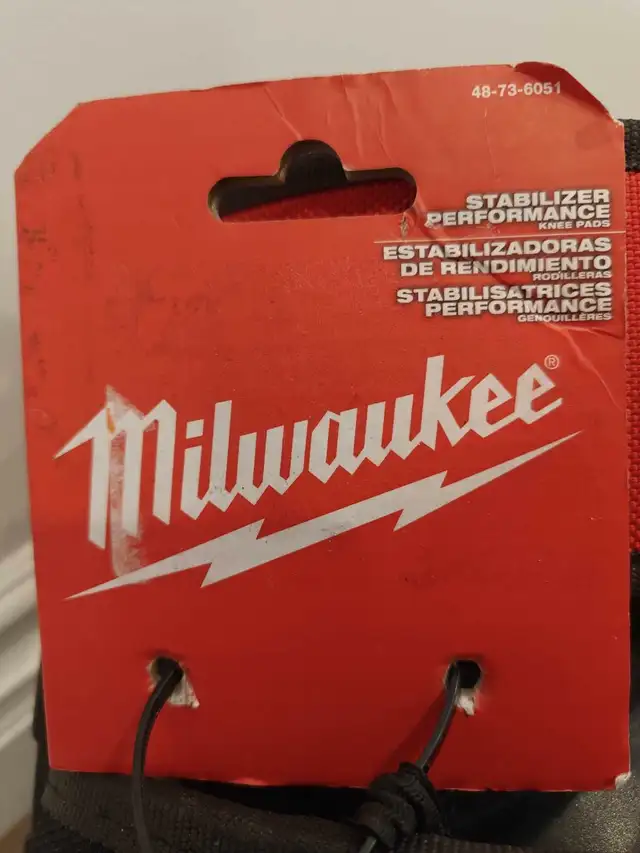 48-73-6051
STABILIZER
PERFORMANCE
KNEE PADS
ESTABILIZADORAS
DE RENDIMIENTO
RODILLERAS
STABILISATRICES
PERFORMANCE
GENOUILLÈRES
Milwaukee®